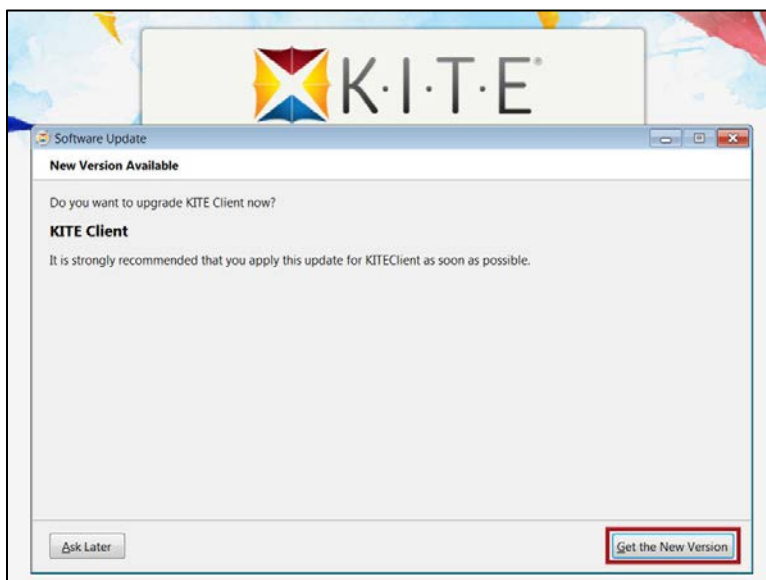 K·I·T·E®
Software Update
New Version Available
Do you want to upgrade KITE Client now?
KITE Client
It is strongly recommended that you apply this update for KITEClient as soon as possible.
Ask Later
Get the New Version